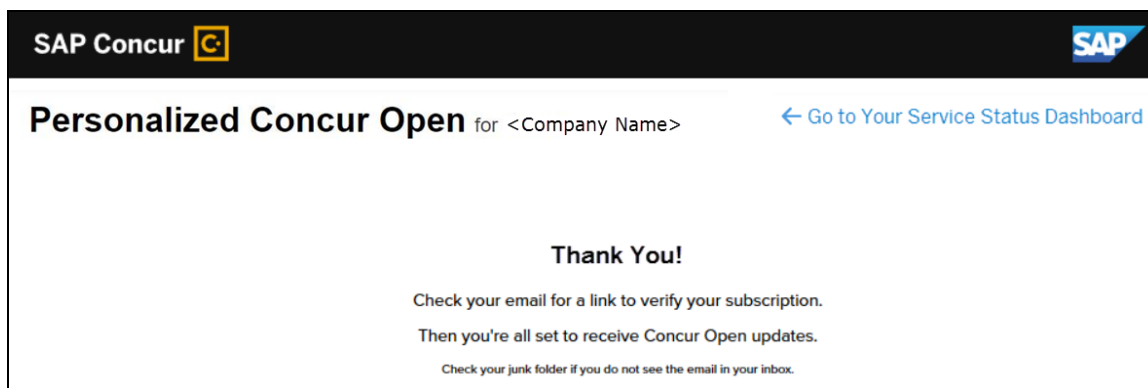 SAP Concur C.
SAP
Personalized Concur Open for <Company Name>
← Go to Your Service Status Dashboard
Thank You!
Check your email for a link to verify your subscription.
Then you're all set to receive Concur Open updates.
Check your junk folder if you do not see the email in your inbox.